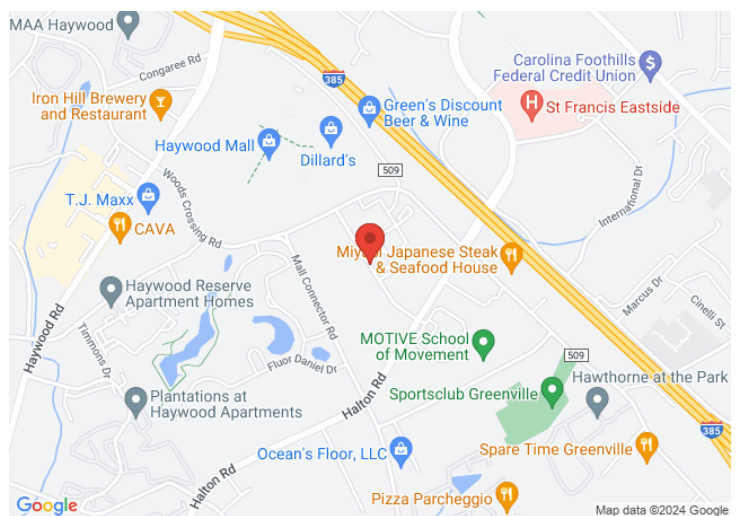 MAA Haywood
Congaree Rd
385
Carolina Foothills
Federal Credit Union
Iron Hill Brewery
and Restaurant
Green's Discount
Beer & Wine
St Francis Eastside
Haywood Mall
Dillard's
509
T.J. Maxx
Woods Crossing Rd
International Dr
CAVA
Miyabi Japanese Steak
& Seafood House
Haywood Reserve
Apartment Homes
Mall Connector Rd
Marcus Dr
Cinelli St
Haywood Rd
Timmons Dr
MOTIVE School
of Movement
Fluor Daniel Dr
509
Hawthorne at the Park
Plantations at
Haywood Apartments
Halton Rd
Sportsclub Greenville
385
Ocean's Floor, LLC
Spare Time Greenville
Halton Rd
Pizza Parcheggio
Google
Map data ©2024 Google